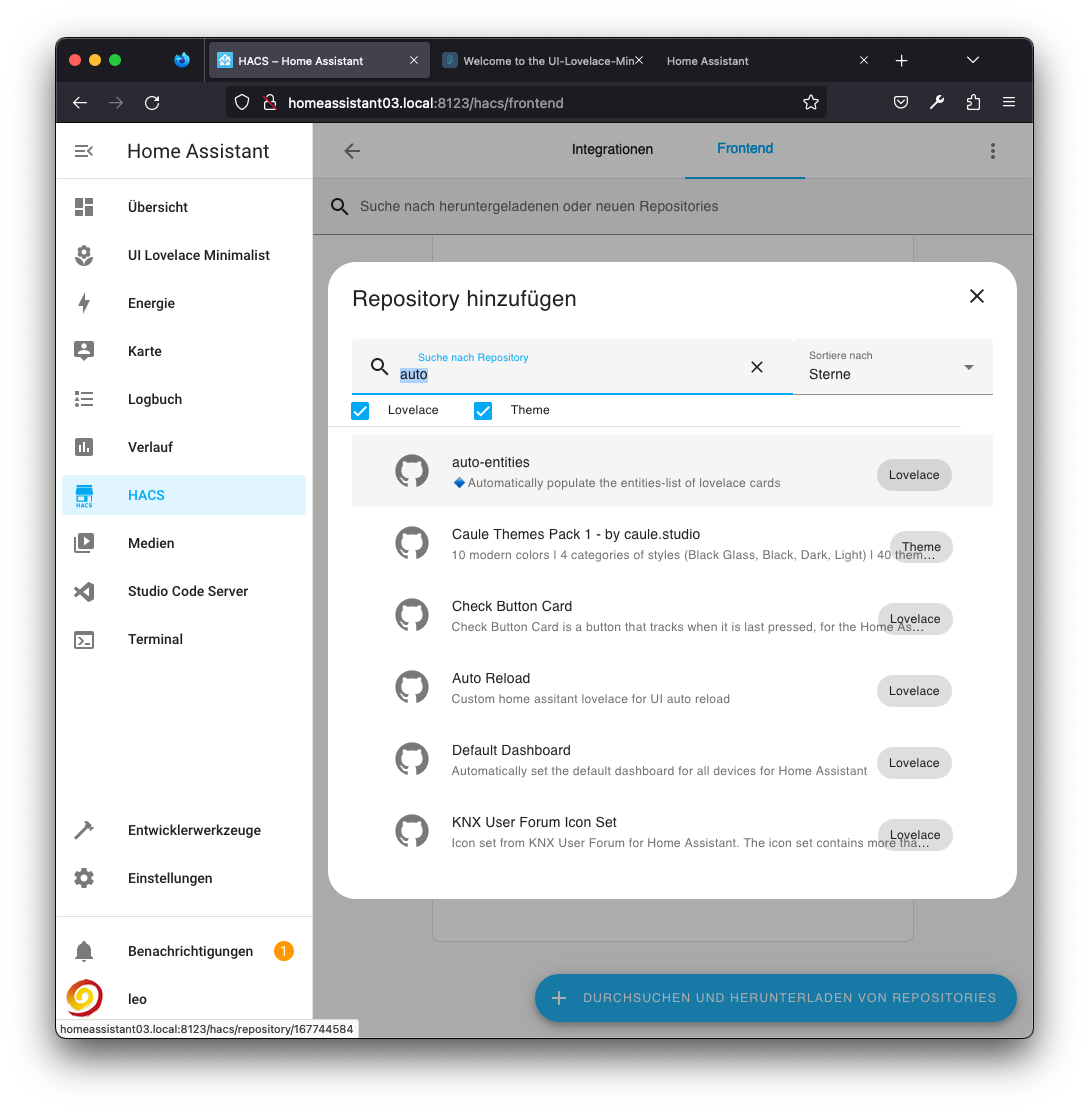 HACS – Home Assistant
Welcome to the UI-Lovelace-Min
Home Assistant
homeassistant03.local:8123/hacs/frontend
Home Assistant
Integrationen
Frontend
Suche nach heruntergeladenen oder neuen Repositories
Übersicht
UI Lovelace Minimalist
Energie
Karte
Logbuch
Verlauf
HACS
HACS
Medien
Studio Code Server
Terminal
Entwicklerwerkzeuge
Einstellungen
Benachrichtigungen 1
leo
homeassistant03.local:8123/hacs/repository/167744584
Repository hinzufügen
Suche nach Repository
auto
Sortiere nach
Sterne
Lovelace
Theme
auto-entities
Automatically populate the entities-list of lovelace cards
Lovelace
Caule Themes Pack 1 - by caule.studio
10 modern colors | 4 categories of styles (Black Glass, Black, Dark, Light) | 40 them…
Theme
Check Button Card
Check Button Card is a button that tracks when it is last pressed, for the Home As…
Lovelace
Auto Reload
Custom home assitant lovelace for UI auto reload
Lovelace
Default Dashboard
Automatically set the default dashboard for all devices for Home Assistant
Lovelace
KNX User Forum Icon Set
Icon set from KNX User Forum for Home Assistant. The icon set contains more tha…
Lovelace
DURCHSUCHEN UND HERUNTERLADEN VON REPOSITORIES